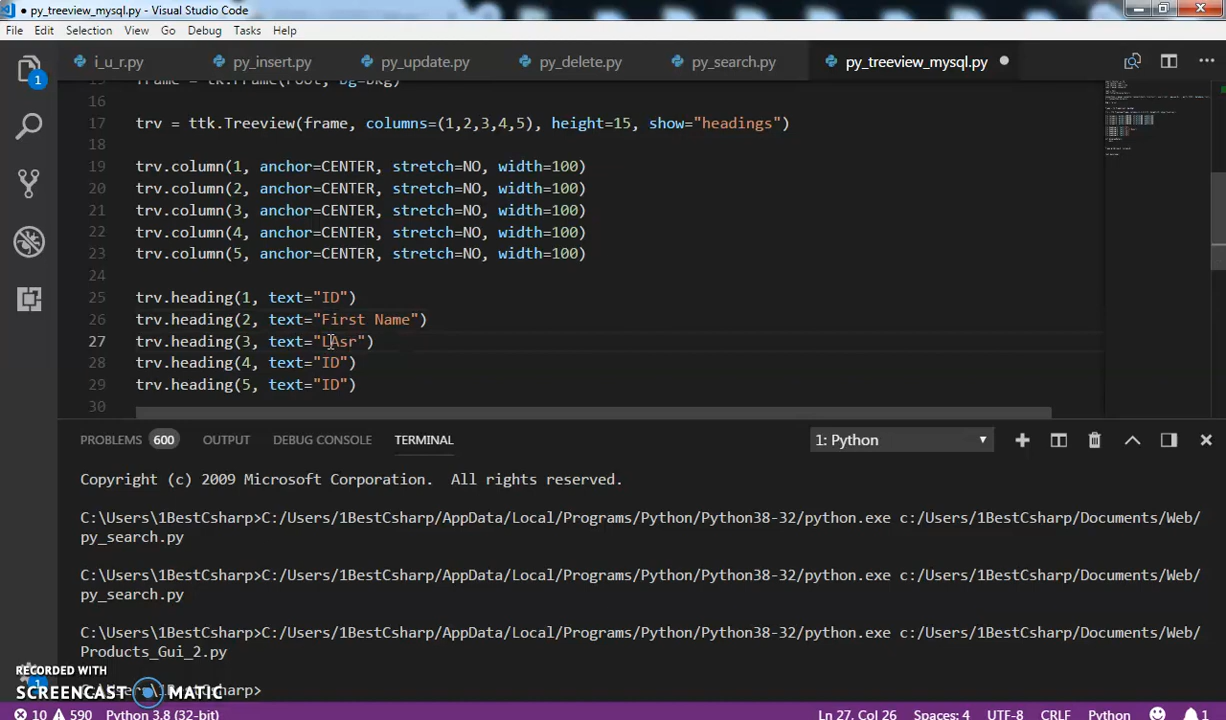 ● py_treeview_mysql.py - Visual Studio Code
File Edit Selection View Go Debug Tasks Help
i_u_r.py py_insert.py py_update.py py_delete.py py_search.py py_treeview_mysql.py ●
1
15 frame = tk.Frame(root, bg=bkg)
16
17 trv = ttk.Treeview(frame, columns=(1,2,3,4,5), height=15, show="headings")
18
19 trv.column(1, anchor=CENTER, stretch=NO, width=100)
20 trv.column(2, anchor=CENTER, stretch=NO, width=100)
21 trv.column(3, anchor=CENTER, stretch=NO, width=100)
22 trv.column(4, anchor=CENTER, stretch=NO, width=100)
23 trv.column(5, anchor=CENTER, stretch=NO, width=100)
24
25 trv.heading(1, text="ID")
26 trv.heading(2, text="First Name")
27 trv.heading(3, text="LAsr")
28 trv.heading(4, text="ID")
29 trv.heading(5, text="ID")
30
PROBLEMS 600 OUTPUT DEBUG CONSOLE TERMINAL 1: Python
Copyright (c) 2009 Microsoft Corporation.  All rights reserved.
C:\Users\1BestCsharp>C:/Users/1BestCsharp/AppData/Local/Programs/Python/Python38-32/python.exe c:/Users/1BestCsharp/Documents/Web/
py_search.py
C:\Users\1BestCsharp>C:/Users/1BestCsharp/AppData/Local/Programs/Python/Python38-32/python.exe c:/Users/1BestCsharp/Documents/Web/
py_search.py
C:\Users\1BestCsharp>C:/Users/1BestCsharp/AppData/Local/Programs/Python/Python38-32/python.exe c:/Users/1BestCsharp/Documents/Web/
Products_Gui_2.py
RECORDED WITH
SCREENCAST MATIC
C:\Users\1BestCsharp>
10 590 Python 3.8 (32-bit) Ln 27, Col 26 Spaces: 4 UTF-8 CRLF Python 1